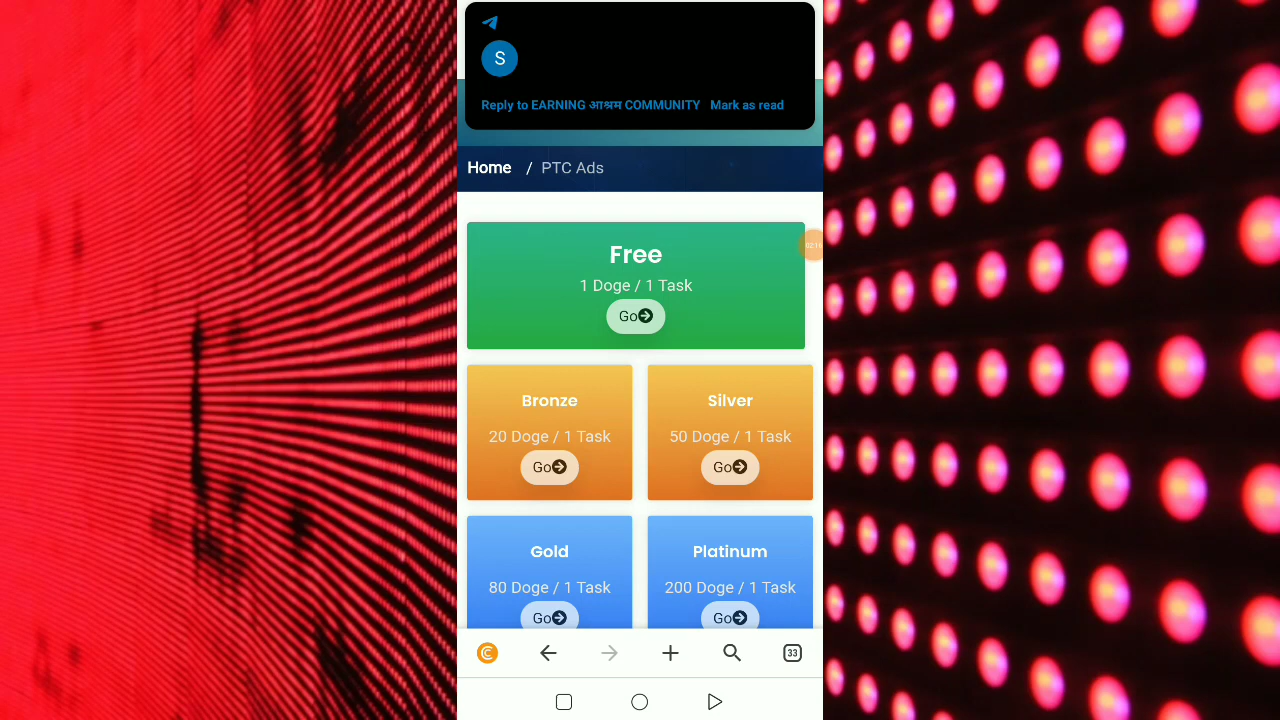 S
Reply to EARNING आश्रम COMMUNITY Mark as read
Home / PTC Ads
Free
1 Doge / 1 Task
Go
Bronze
20 Doge / 1 Task
Go
Silver
50 Doge / 1 Task
Go
Gold
80 Doge / 1 Task
Go
Platinum
200 Doge / 1 Task
Go
33